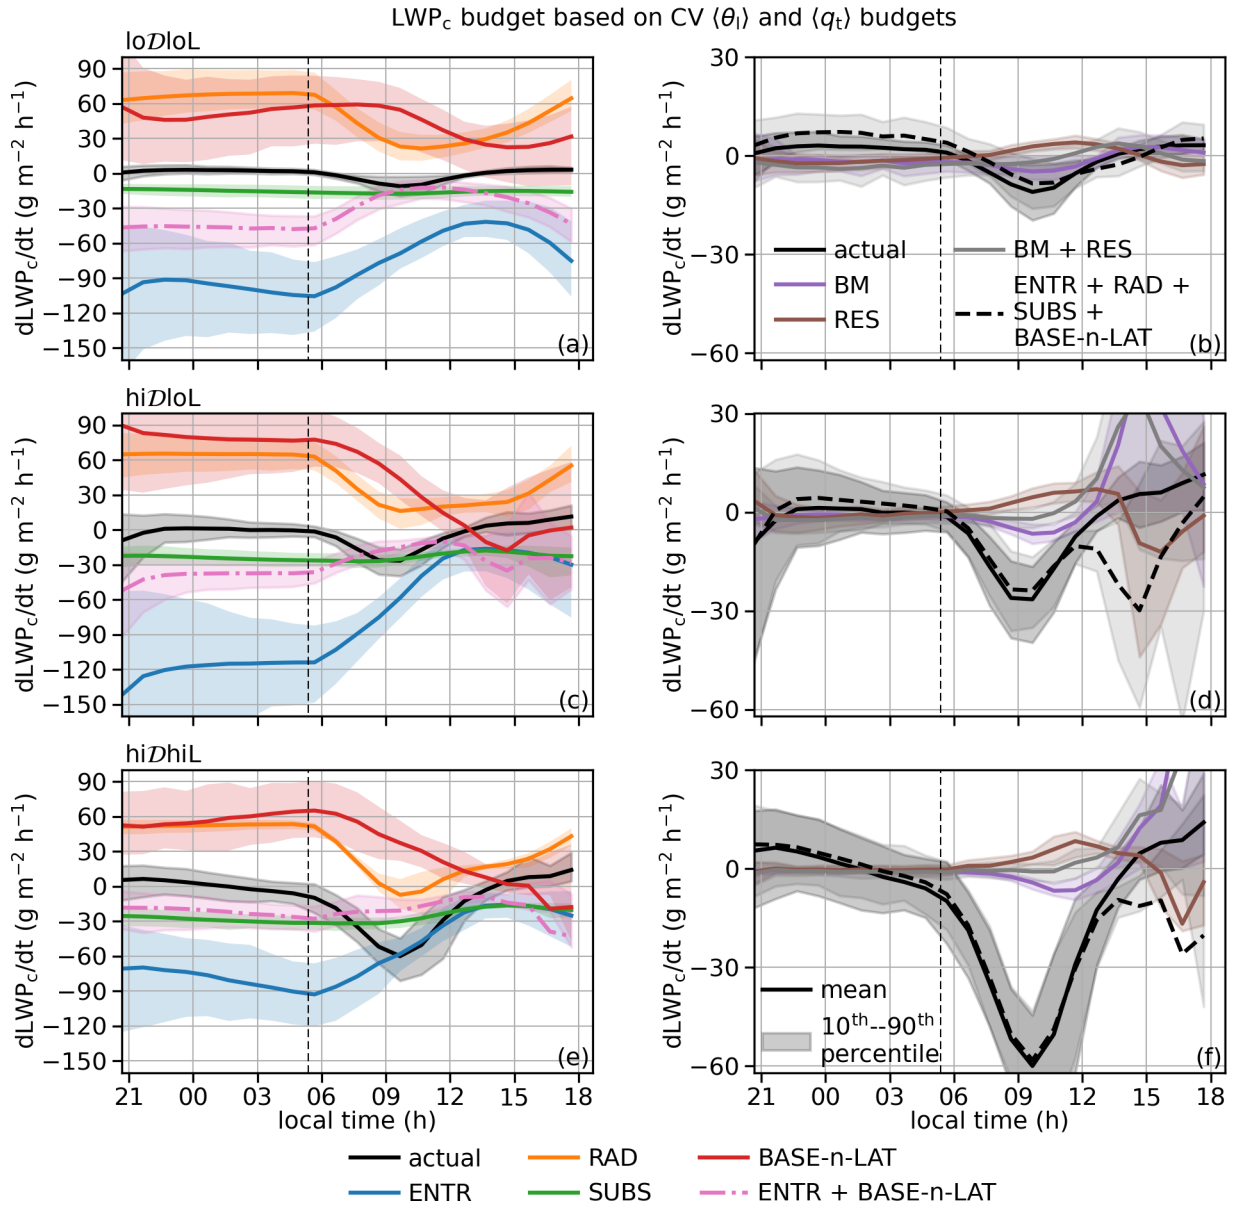 LWPc budget based on CV ⟨θl⟩ and ⟨qt⟩ budgets
lo𝒟loL
dLWPc/dt (g m−2 h−1)
90
60
30
0
−30
−60
−90
−120
−150
(a)
dLWPc/dt (g m−2 h−1)
30
0
−30
−60
actual
BM
RES
BM + RES
ENTR + RAD +
SUBS +
BASE-n-LAT
(b)
hi𝒟loL
dLWPc/dt (g m−2 h−1)
90
60
30
0
−30
−60
−90
−120
−150
(c)
dLWPc/dt (g m−2 h−1)
30
0
−30
−60
(d)
hi𝒟hiL
dLWPc/dt (g m−2 h−1)
90
60
30
0
−30
−60
−90
−120
−150
(e)
21 00 03 06 09 12 15 18
local time (h)
dLWPc/dt (g m−2 h−1)
30
0
−30
−60
mean
10th--90th
percentile
(f)
21 00 03 06 09 12 15 18
local time (h)
actual RAD BASE-n-LAT
ENTR SUBS ENTR + BASE-n-LAT